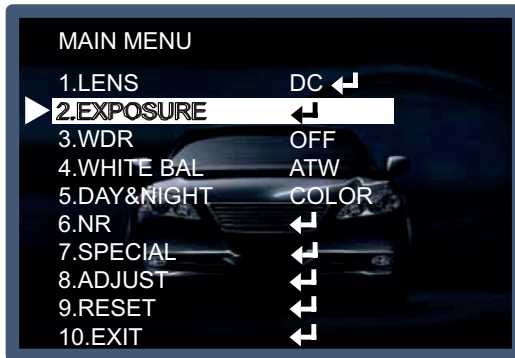 MAIN MENU
1.LENS DC ↵
2.EXPOSURE ↵
3.WDR OFF
4.WHITE BAL ATW
5.DAY&NIGHT COLOR
6.NR ↵
7.SPECIAL ↵
8.ADJUST ↵
9.RESET ↵
10.EXIT ↵